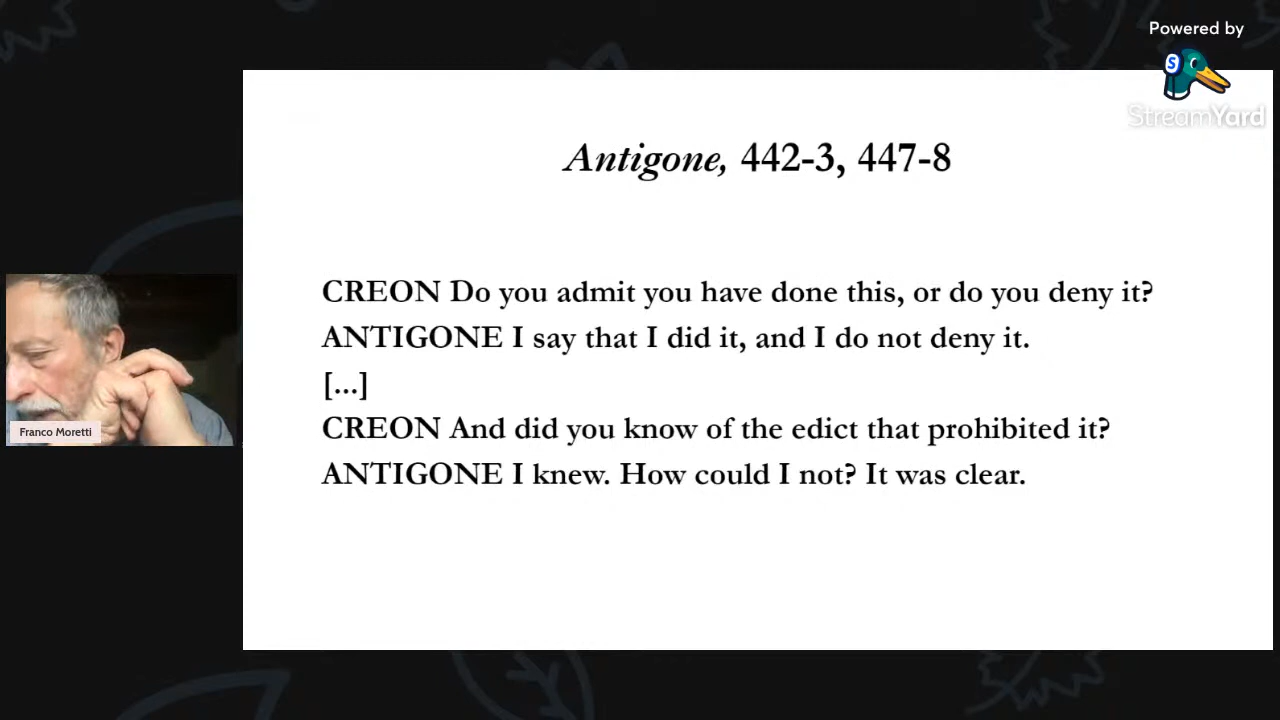 Powered by
S
StreamYard
Antigone, 442-3, 447-8
CREON Do you admit you have done this, or do you deny it?
ANTIGONE I say that I did it, and I do not deny it.
[...]
CREON And did you know of the edict that prohibited it?
ANTIGONE I knew. How could I not? It was clear.
Franco Moretti